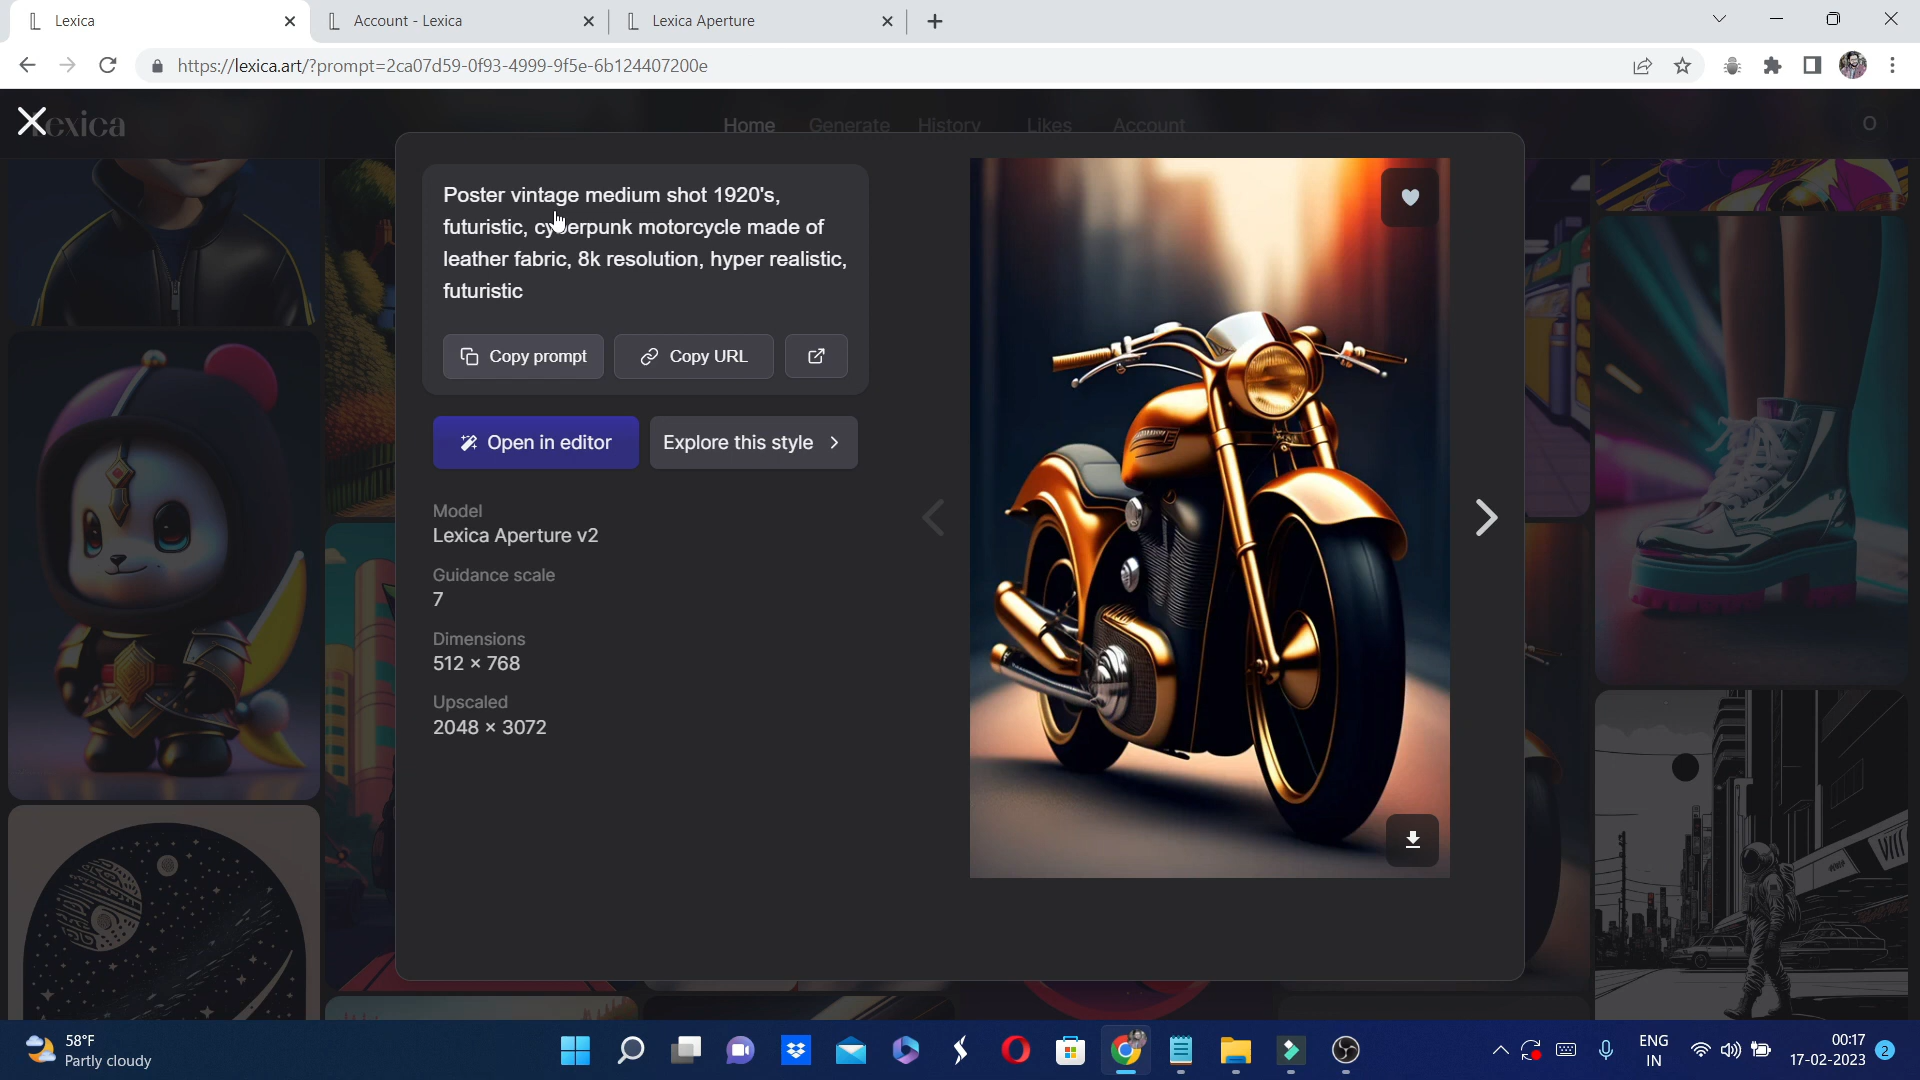 Lexica
Account - Lexica
Lexica Aperture
https://lexica.art/?prompt=2ca07d59-0f93-4999-9f5e-6b124407200e
Lexica
Home Generate History Likes Account
Poster vintage medium shot 1920's,
futuristic, cyberpunk motorcycle made of
leather fabric, 8k resolution, hyper realistic,
futuristic
Copy prompt
Copy URL
Open in editor
Explore this style
Model
Lexica Aperture v2
Guidance scale
7
Dimensions
512 × 768
Upscaled
2048 × 3072
58°F
Partly cloudy
ENG
IN
00:17
17-02-2023
2